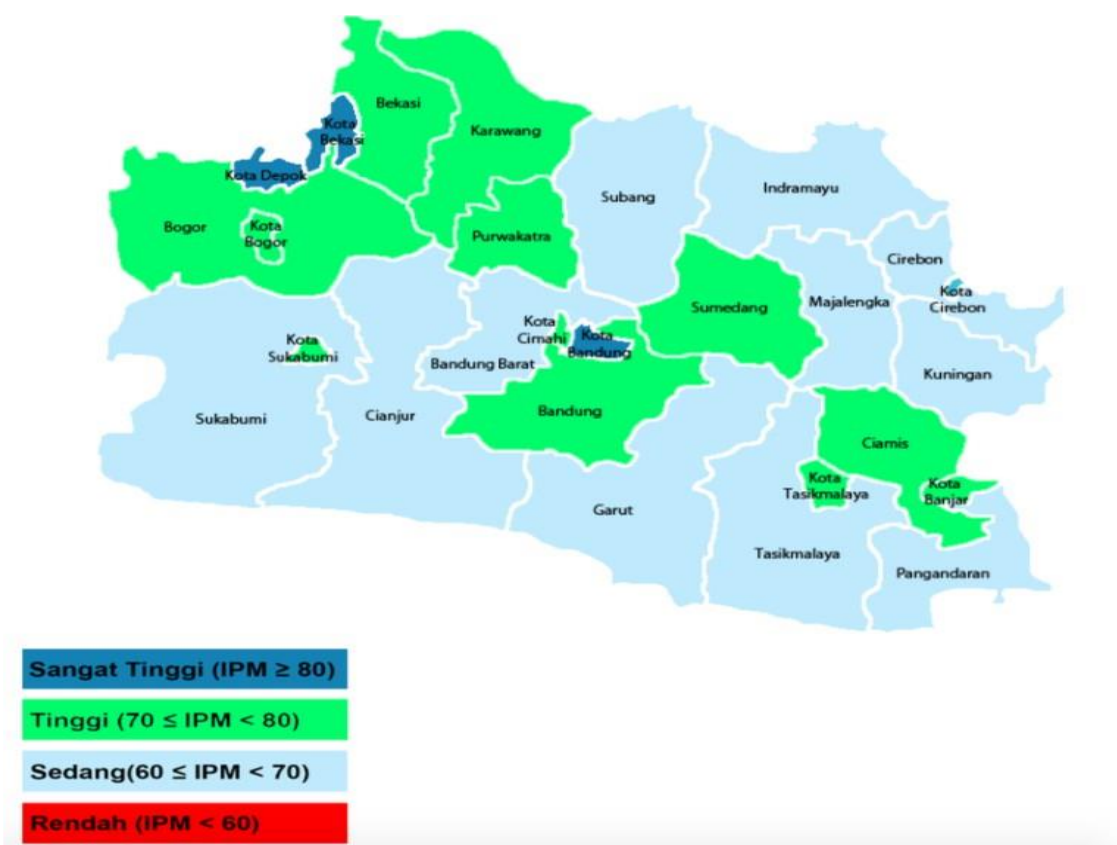 Bekasi
Kota
Bekasi
Karawang
Kota Depok
Subang
Indramayu
Bogor
Kota
Bogor
Purwakatra
Cirebon
Kota
Cirebon
Sumedang
Majalengka
Kota
Cimahi
Kota
Bandung
Kota
Sukabumi
Bandung Barat
Kuningan
Sukabumi
Cianjur
Bandung
Ciamis
Kota
Tasikmalaya
Kota
Banjar
Garut
Tasikmalaya
Pangandaran
Sangat Tinggi (IPM ≥ 80)
Tinggi (70 ≤ IPM < 80)
Sedang(60 ≤ IPM < 70)
Rendah (IPM < 60)